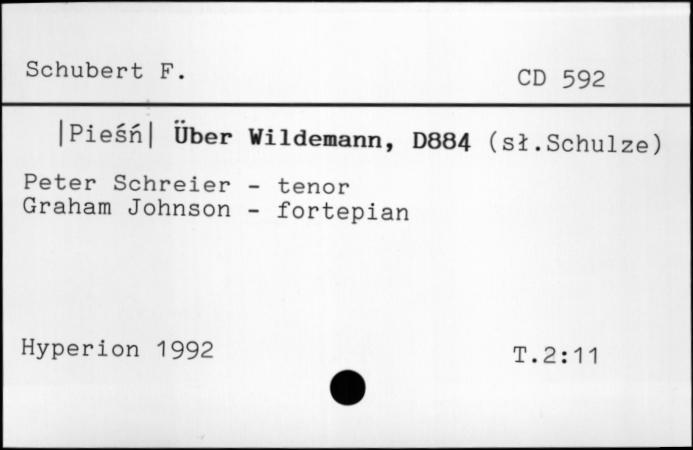 Schubert F.
CD 592
|Pieśń| Über Wildemann, D884 (sł.Schulze)
Peter Schreier - tenor
Graham Johnson - fortepian
Hyperion 1992
T.2:11